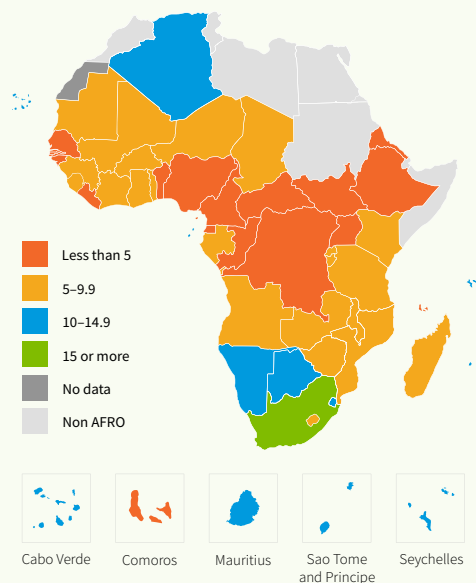 Less than 5
5–9.9
10–14.9
15 or more
No data
Non AFRO
Cabo Verde
Comoros
Mauritius
Sao Tome
and Principe
Seychelles